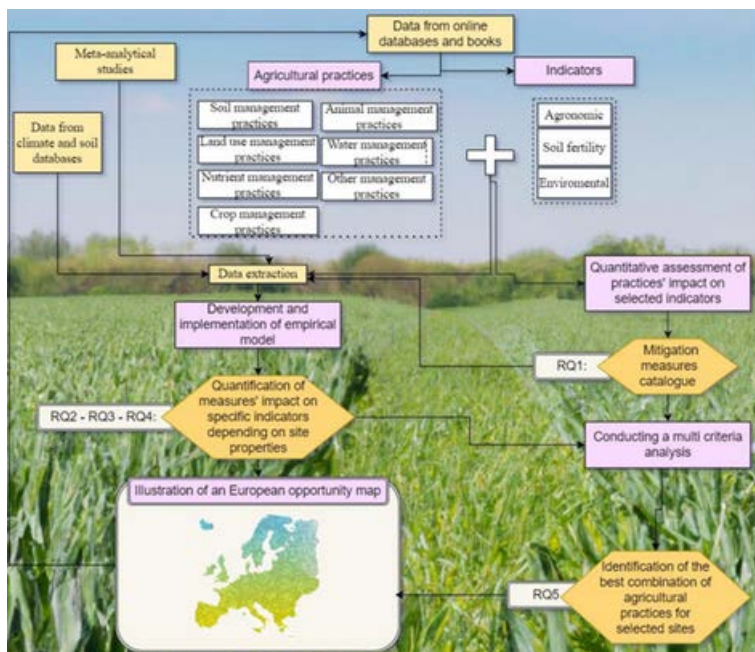 Data from online
databases and books
Meta-analytical
studies
Agricultural practices
Indicators
Data from
climate and soil
databases
Soil management
practices
Animal management
practices
Land use management
practices
Water management
practices
Nutrient management
practices
Other management
practices
Crop management
practices
Agronomic
Soil fertility
Enviromental
Data extraction
Quantitative assessment of
practices' impact on
selected indicators
Development and
implementation of empirical
model
RQ1:
Mitigation
measures
catalogue
RQ2 - RQ3 - RQ4:
Quantification of
measures' impact on
specific indicators
depending on site
properties
Conducting a multi criteria
analysis
Illustration of an European opportunity map
RQ5
Identification of the
best combination of
agricultural
practices for
selected sites